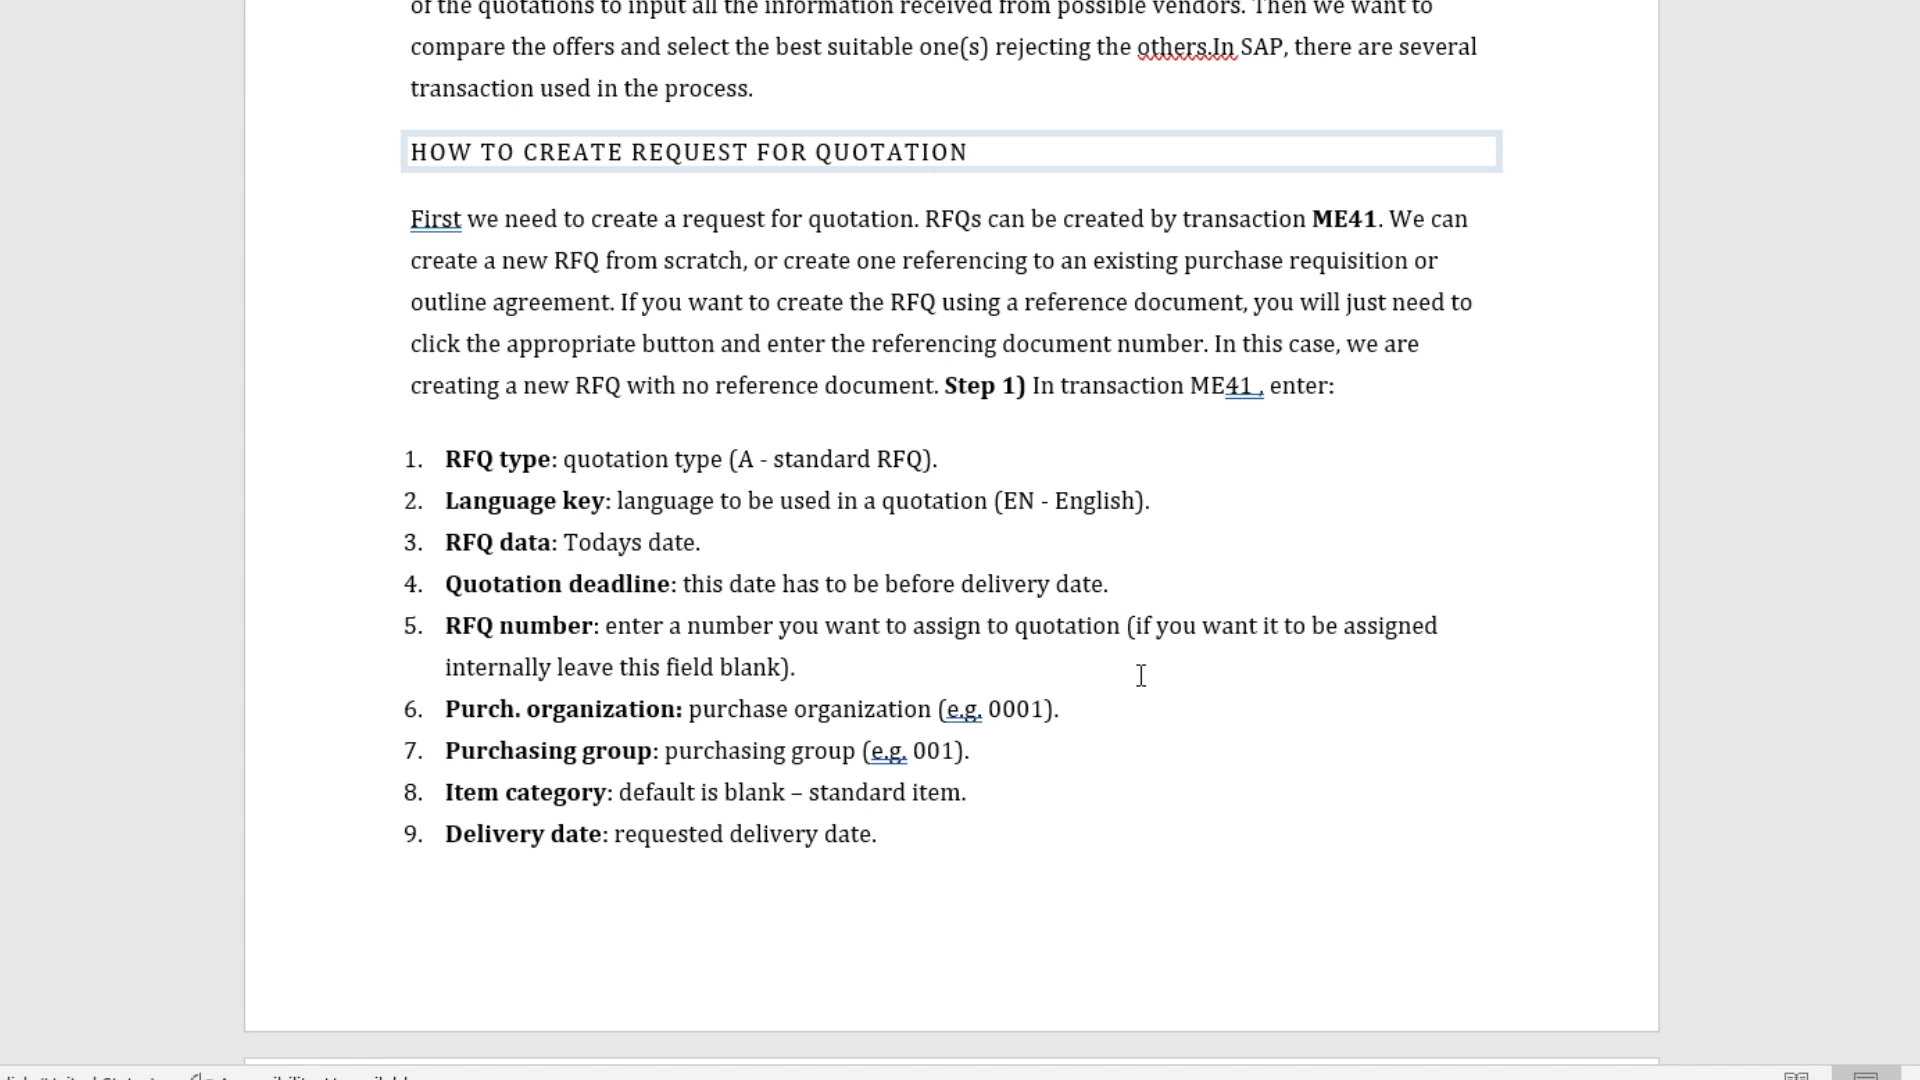 of the quotations to input all the information received from possible vendors. Then we want to
compare the offers and select the best suitable one(s) rejecting the others.In SAP, there are several
transaction used in the process.
HOW TO CREATE REQUEST FOR QUOTATION
First we need to create a request for quotation. RFQs can be created by transaction ME41. We can
create a new RFQ from scratch, or create one referencing to an existing purchase requisition or
outline agreement. If you want to create the RFQ using a reference document, you will just need to
click the appropriate button and enter the referencing document number. In this case, we are
creating a new RFQ with no reference document. Step 1) In transaction ME41 , enter:
1. RFQ type: quotation type (A - standard RFQ).
2. Language key: language to be used in a quotation (EN - English).
3. RFQ data: Todays date.
4. Quotation deadline: this date has to be before delivery date.
5. RFQ number: enter a number you want to assign to quotation (if you want it to be assigned
internally leave this field blank).
6. Purch. organization: purchase organization (e.g. 0001).
7. Purchasing group: purchasing group (e.g. 001).
8. Item category: default is blank – standard item.
9. Delivery date: requested delivery date.